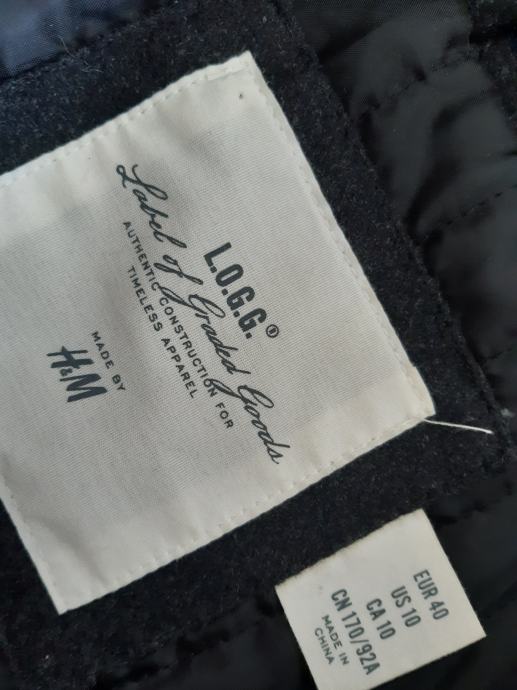 L.O.G.G.®
Label of Graded Goods
AUTHENTIC CONSTRUCTION FOR
TIMELESS APPAREL
MADE BY
H&M
EUR 40
US 10
CA 10
CN 170/92A
MADE IN
CHINA